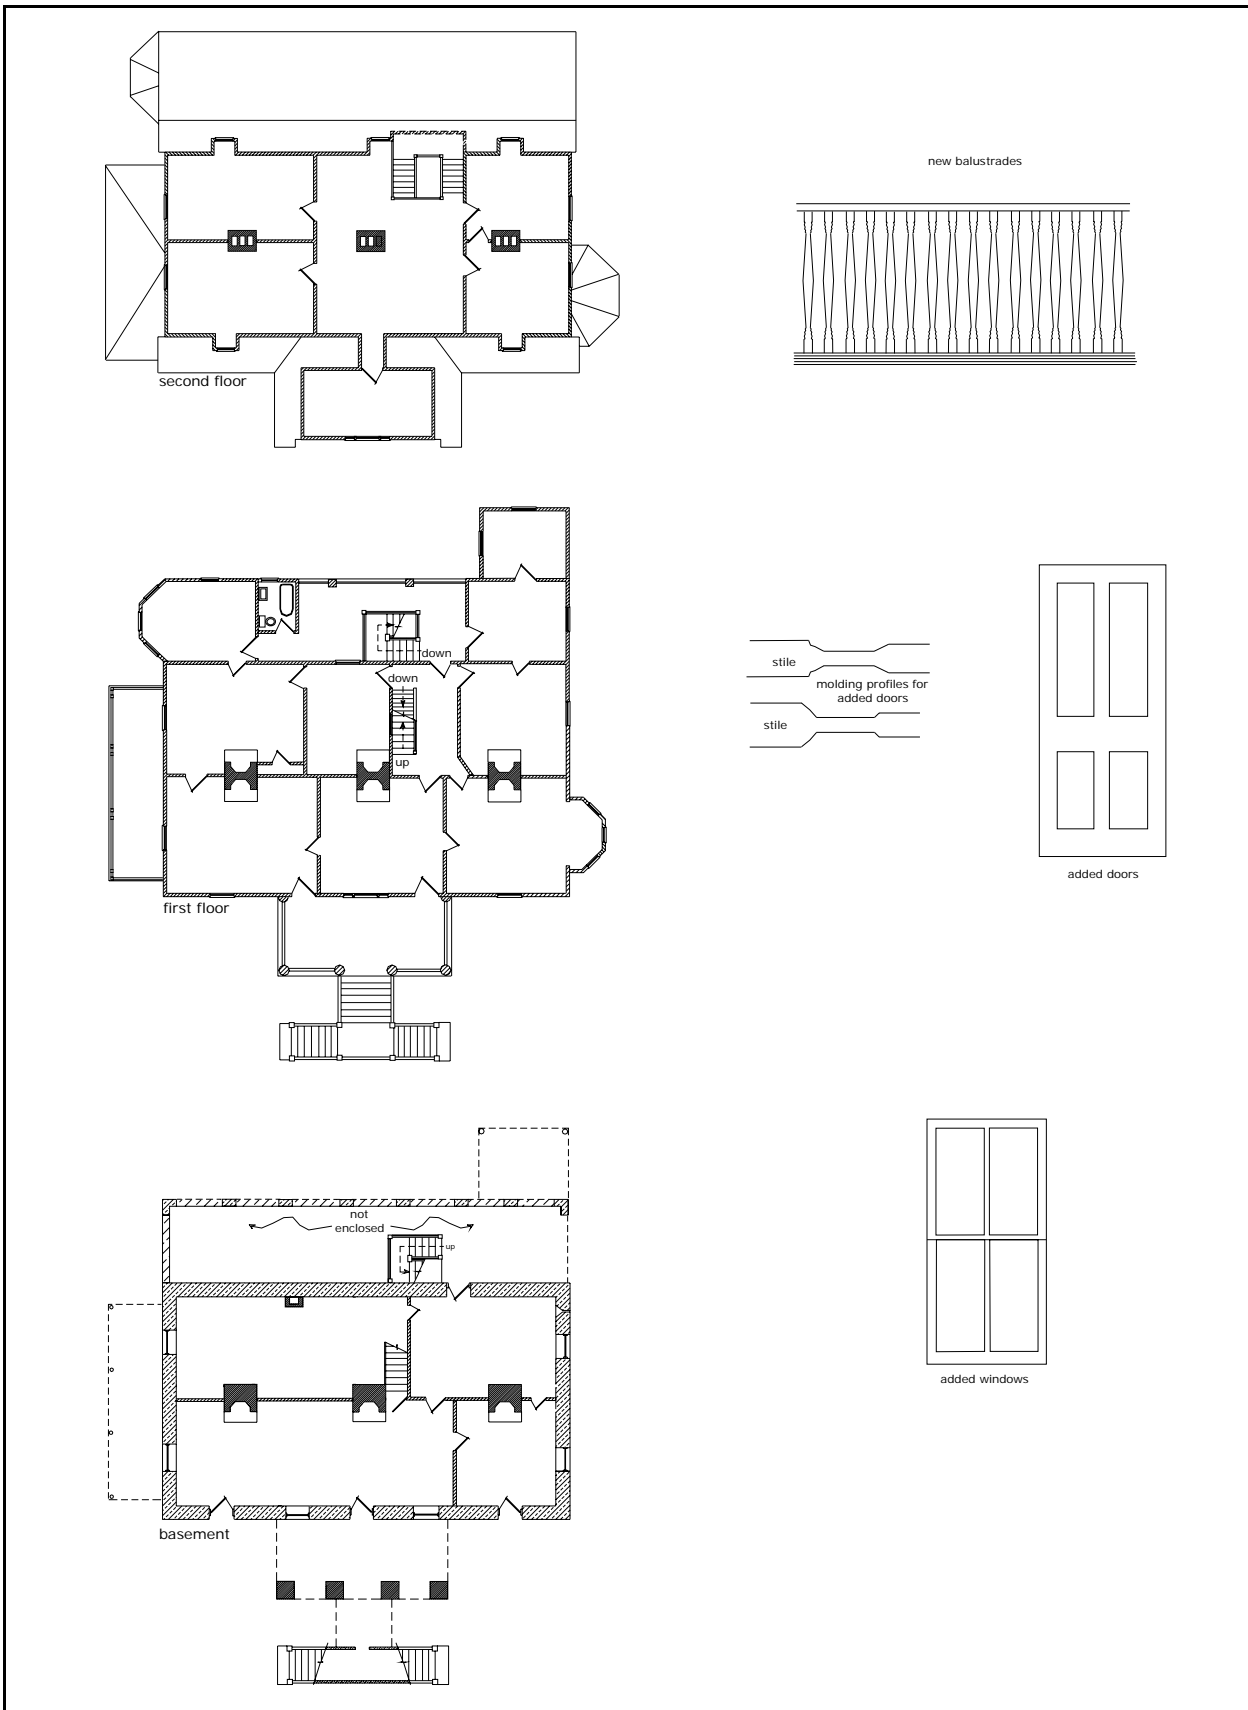 new balustrades
second floor
down
down
up
first floor
stile
molding profiles for
added doors
stile
added doors
not
enclosed
up
basement
added windows